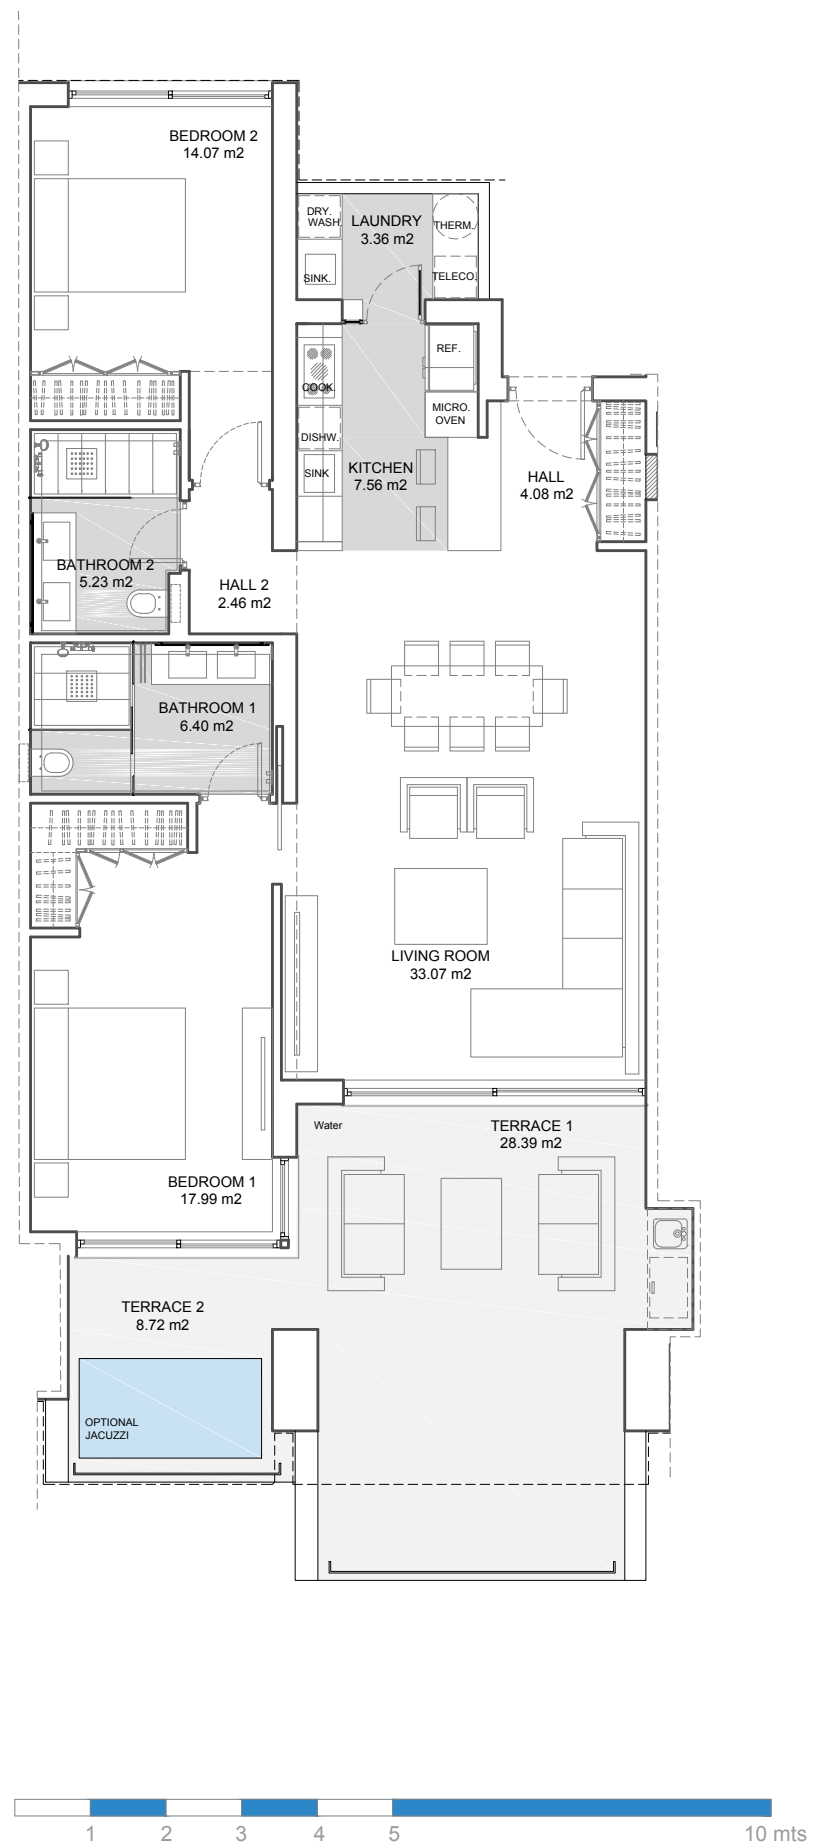 BEDROOM 2
14.07 m2
DRY.
WASH.
LAUNDRY
3.36 m2
THERM.
SINK.
TELECO.
REF.
COOK.
MICRO.
OVEN
DISHW.
SINK
KITCHEN
7.56 m2
HALL
4.08 m2
BATHROOM 2
5.23 m2
HALL 2
2.46 m2
BATHROOM 1
6.40 m2
LIVING ROOM
33.07 m2
Water
TERRACE 1
28.39 m2
BEDROOM 1
17.99 m2
TERRACE 2
8.72 m2
OPTIONAL
JACUZZI
1 2 3 4 5 10 mts